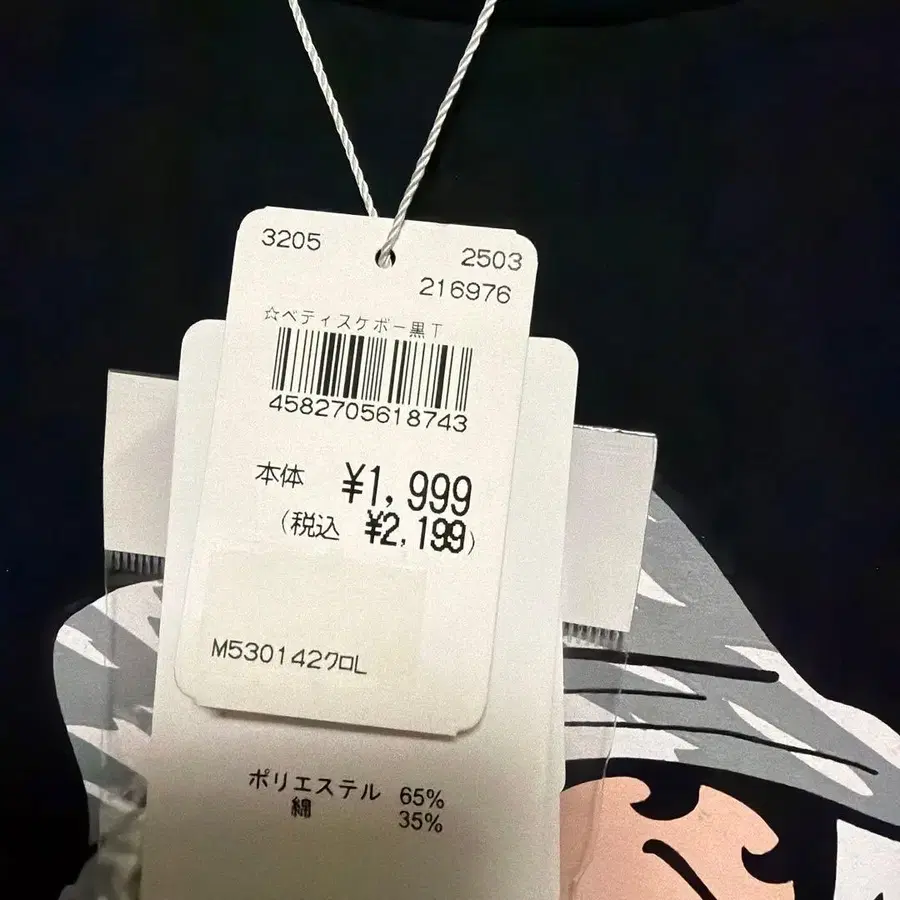 3205
2503
216976
☆ベティスケボー黒T
4582705618743
本体 ¥1,999
(税込 ¥2,199)
M530142クロL
ポリエステル 65%
綿 35%